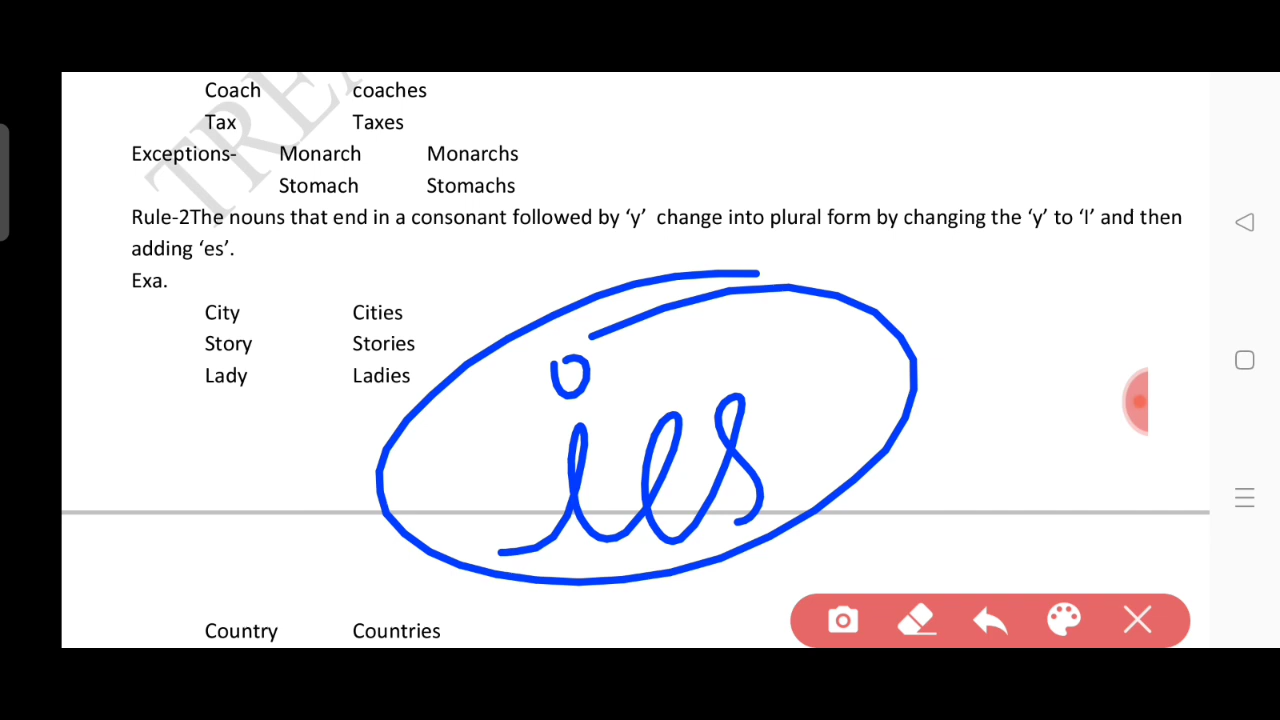 Coach coaches
Tax Taxes
Exceptions- Monarch Monarchs
Stomach Stomachs
Rule-2The nouns that end in a consonant followed by ‘y’ change into plural form by changing the ‘y’ to ‘I’ and then
adding ‘es’.
Exa.
City Cities
Story Stories
Lady Ladies
ies
Country Countries